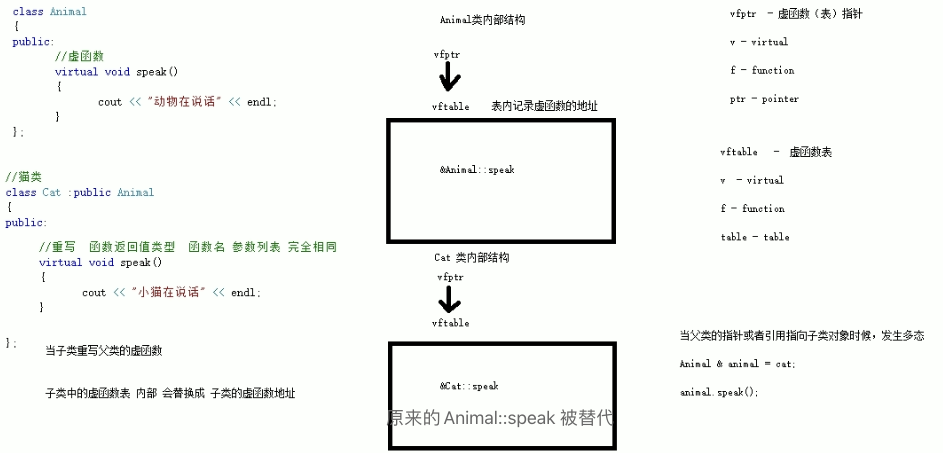 class Animal
{
public:
//虚函数
virtual void speak()
{
cout << "动物在说话" << endl;
}
};
//猫类
class Cat :public Animal
{
public:
//重写 函数返回值类型 函数名 参数列表 完全相同
virtual void speak()
{
cout << "小猫在说话" << endl;
}
};
当子类重写父类的虚函数
子类中的虚函数表 内部 会替换成 子类的虚函数地址
Animal类内部结构
vfptr
vftable 表内记录虚函数的地址
&Animal::speak
Cat 类内部结构
vfptr
vftable
&Cat::speak
原来的Animal::speak 被替代
vfptr - 虚函数（表）指针
v - virtual
f - function
ptr - pointer
vftable - 虚函数表
v - virtual
f - function
table - table
当父类的指针或者引用指向子类对象时候，发生多态
Animal & animal = cat;
animal.speak();